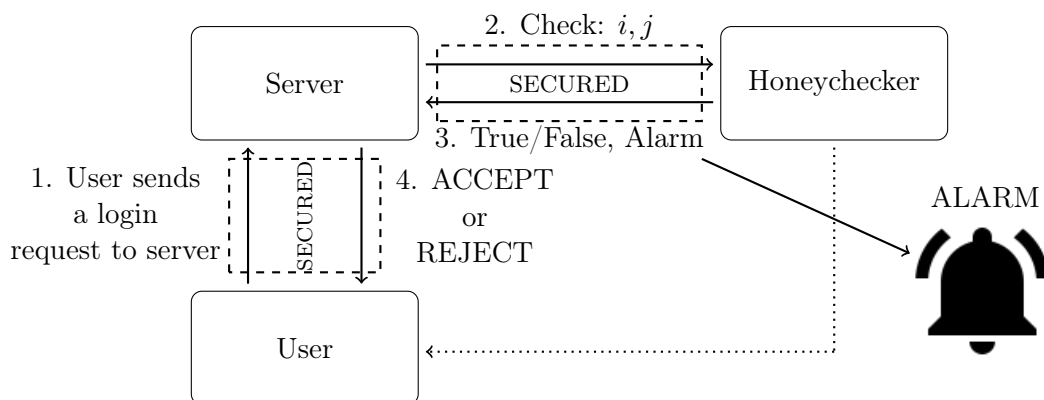 2. Check: i, j
Server
SECURED
Honeychecker
3. True/False, Alarm
1. User sends
a login
request to server
SECURED
4. ACCEPT
or
REJECT
ALARM
User